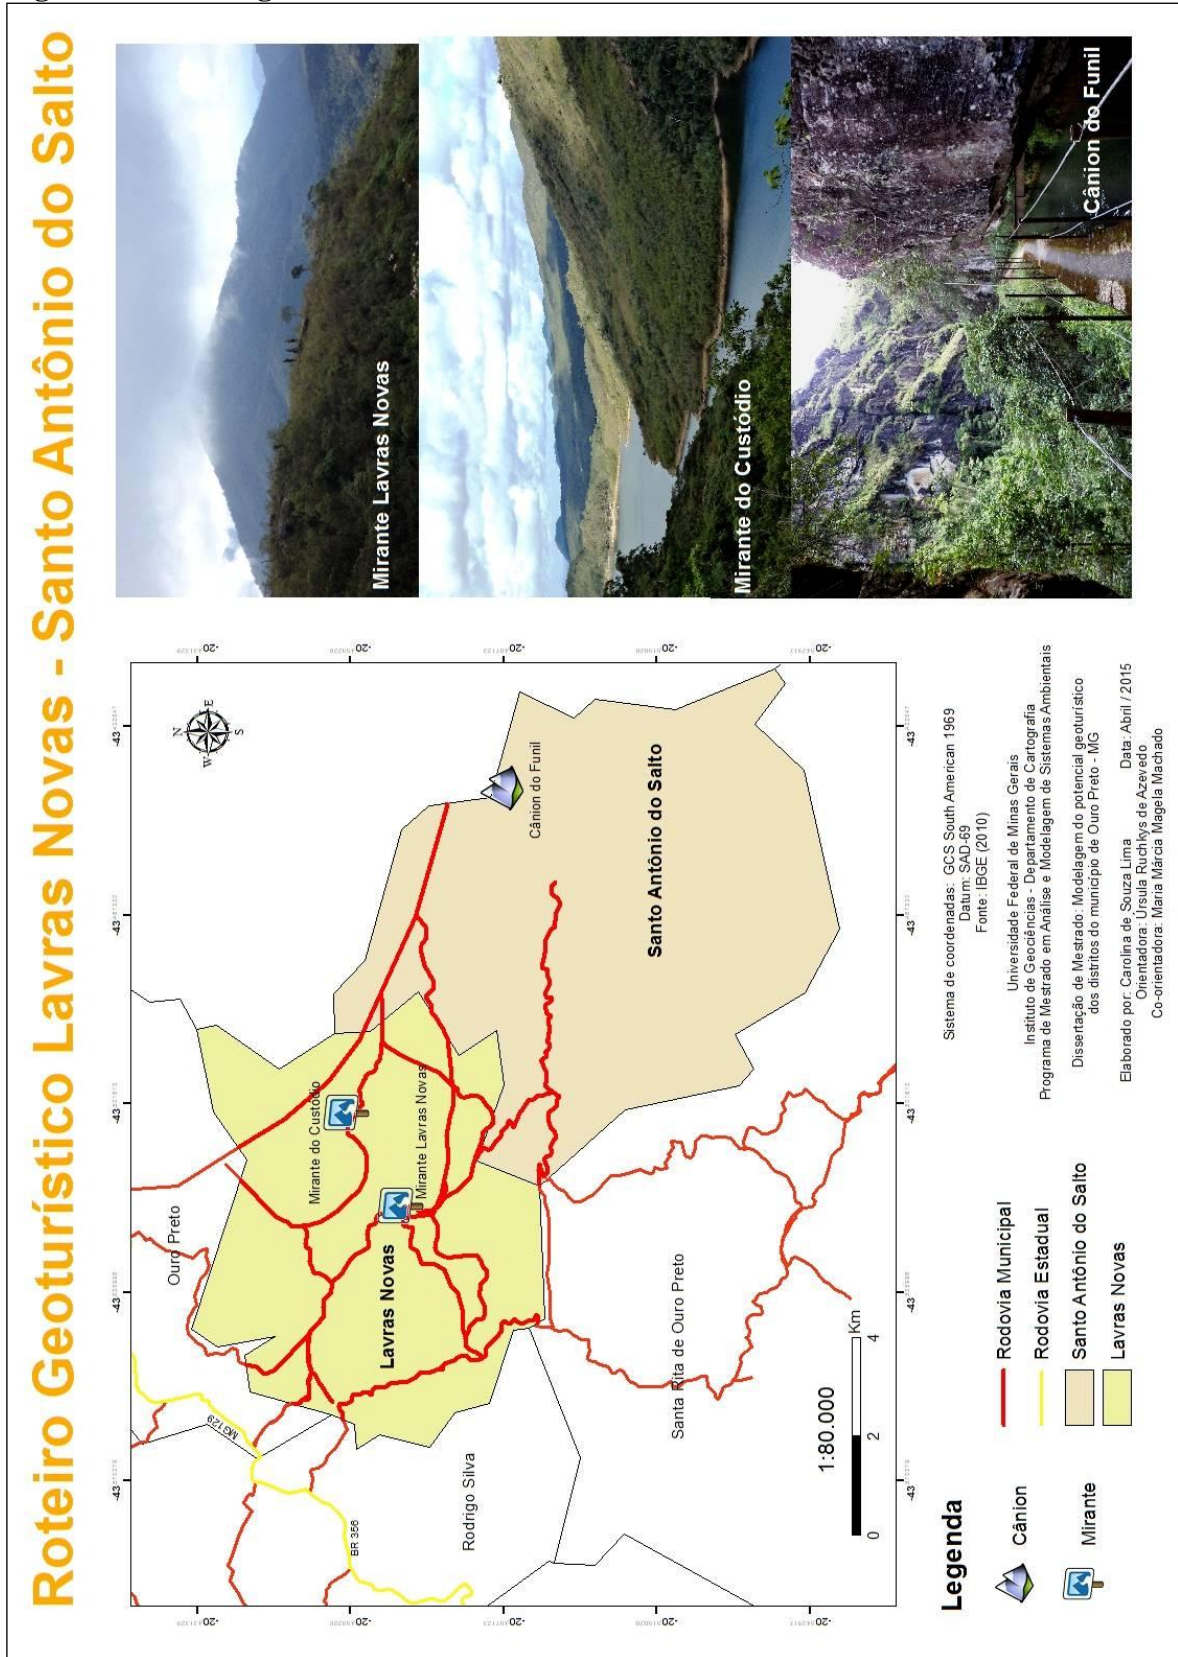 Roteiro Geoturístico Lavras Novas - Santo Antônio do Salto
N
W
E
S
Ouro Preto
MG129
BR 356
Rodrigo Silva
Mirante do Custódio
Mirante Lavras Novas
Lavras Novas
Cânion do Funil
Santo Antônio do Salto
Santa Rita de Ouro Preto
1:80.000
0
2
4
Km
Mirante Lavras Novas
Mirante do Custódio
Cânion do Funil
Legenda
Cânion
Mirante
Rodovia Municipal
Rodovia Estadual
Santo Antônio do Salto
Lavras Novas
Sistema de coordenadas: GCS South American 1969
Datum: SAD-69
Fonte: IBGE (2010)
Universidade Federal de Minas Gerais
Instituto de Geociências - Departamento de Cartografia
Programa de Mestrado em Análise e Modelagem de Sistemas Ambientais
Dissertação de Mestrado: Modelagem do potencial geoturístico
dos distritos do município de Ouro Preto - MG
Elaborado por: Carolina de Souza Lima Data: Abril / 2015
Orientadora: Úrsula Ruchkys de Azevedo
Co-orientadora: Maria Márcia Magela Machado